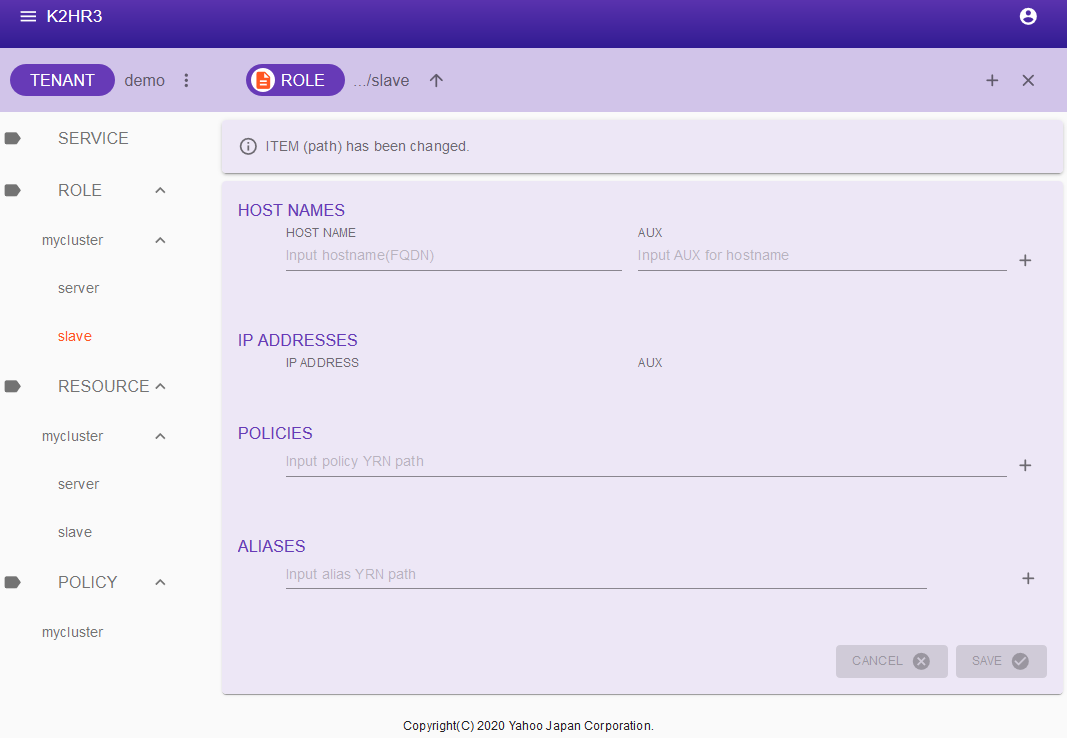 K2HR3
TENANT demo ROLE .../slave
SERVICE
ROLE
mycluster
server
slave
RESOURCE
mycluster
server
slave
POLICY
mycluster
ITEM (path) has been changed.
HOST NAMES
HOST NAME AUX
Input hostname(FQDN) Input AUX for hostname
IP ADDRESSES
IP ADDRESS AUX
POLICIES
Input policy YRN path
ALIASES
Input alias YRN path
CANCEL SAVE
Copyright(C) 2020 Yahoo Japan Corporation.